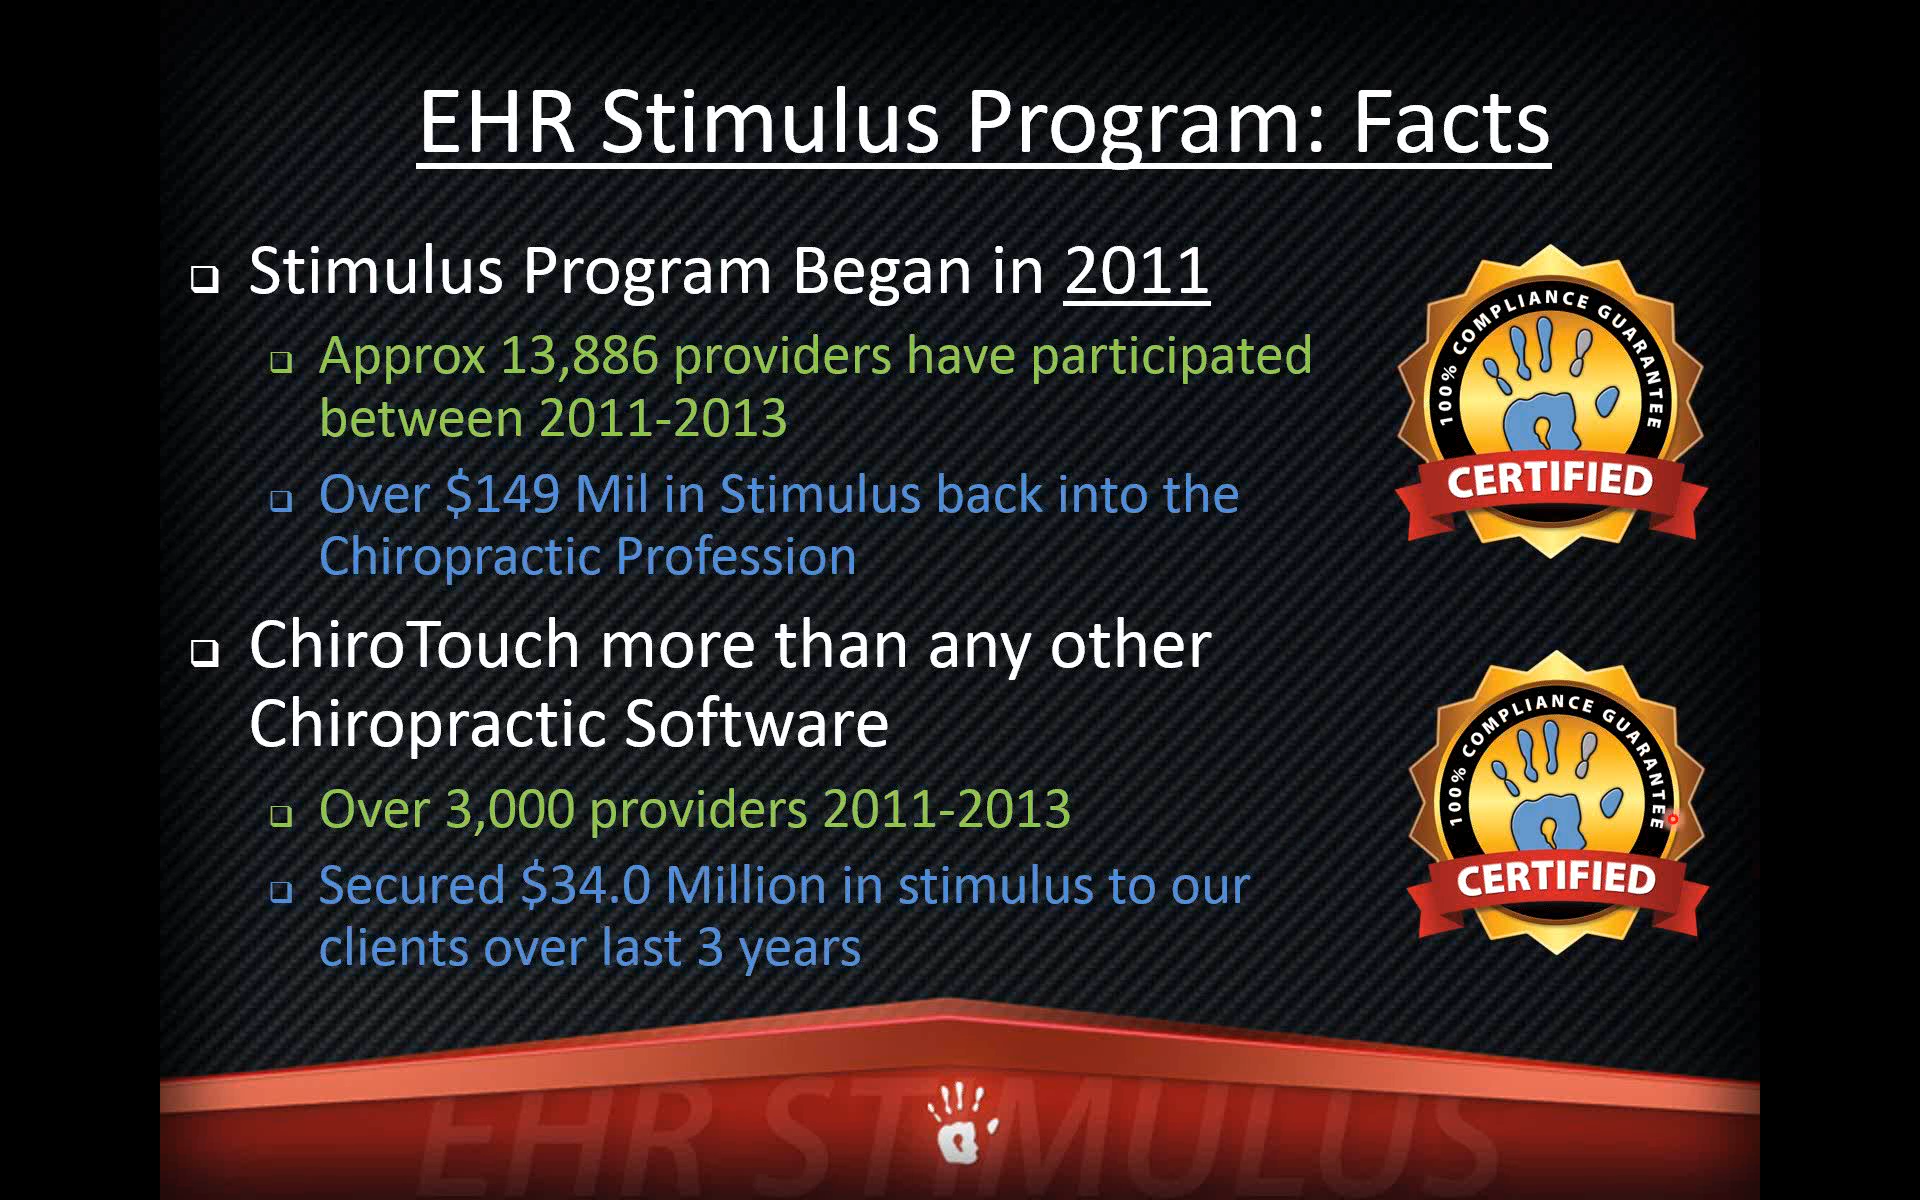 EHR Stimulus Program: Facts
Stimulus Program Began in 2011
Approx 13,886 providers have participated
between 2011-2013
Over $149 Mil in Stimulus back into the
Chiropractic Profession
ChiroTouch more than any other
Chiropractic Software
Over 3,000 providers 2011-2013
Secured $34.0 Million in stimulus to our
clients over last 3 years
100% COMPLIANCE GUARANTEE
CERTIFIED
100% COMPLIANCE GUARANTEE
CERTIFIED
EHR STIMULUS